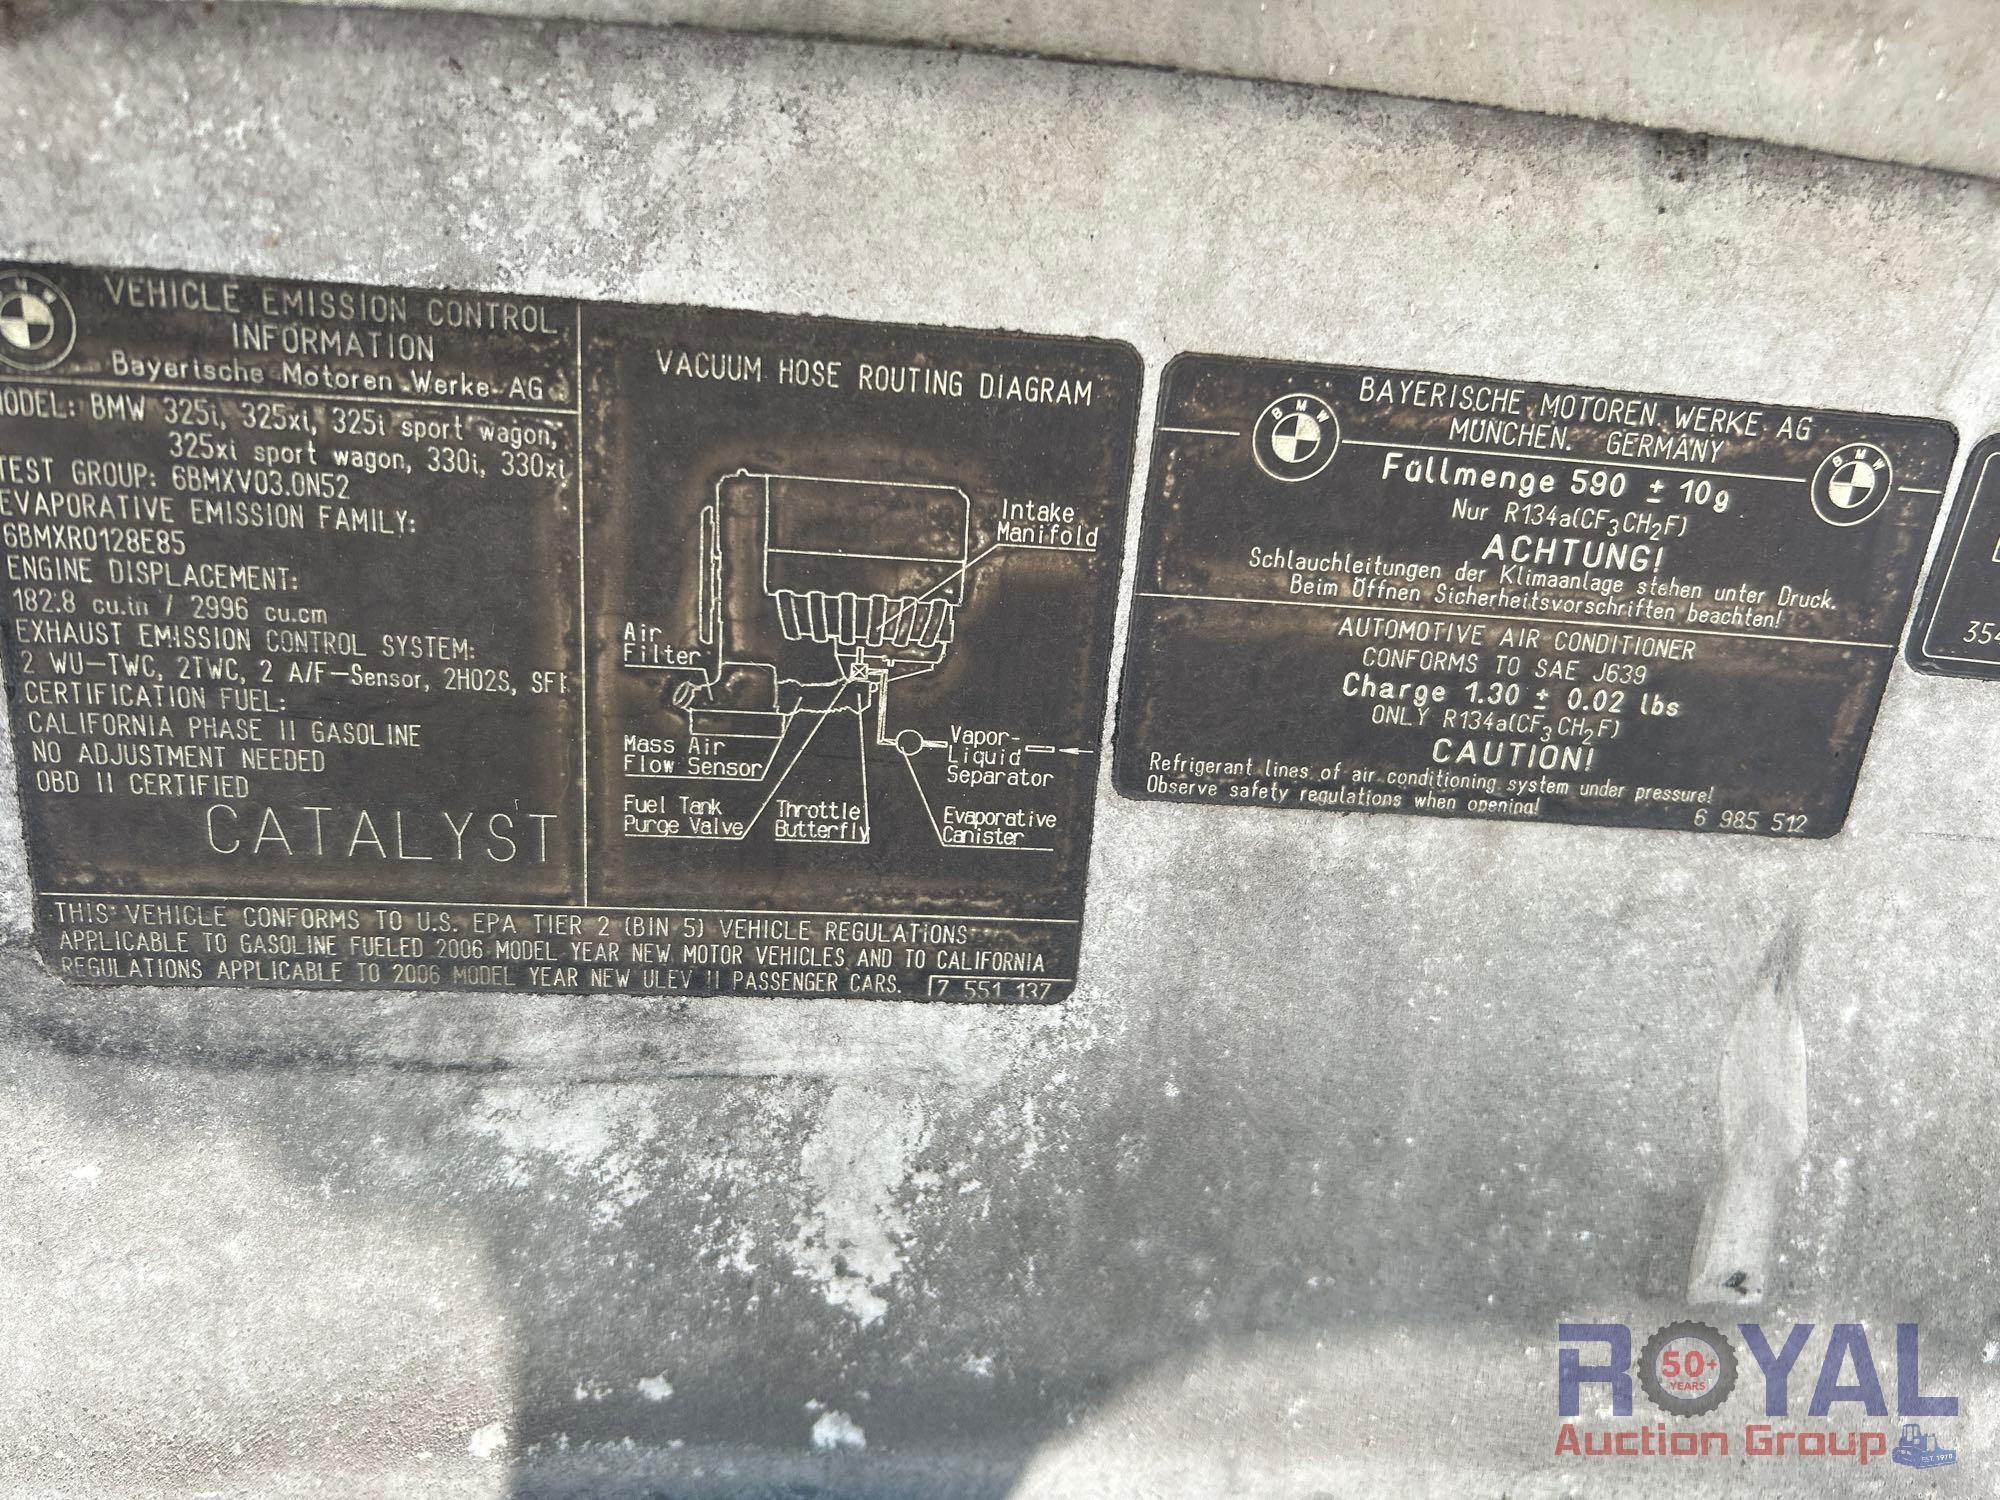 BMW
VEHICLE EMISSION CONTROL
INFORMATION
Bayerische Motoren Werke AG
MODEL: BMW 325i, 325xi, 325i sport wagon,
325xi sport wagon, 330i, 330xi
TEST GROUP: 6BMXV03.0N52
EVAPORATIVE EMISSION FAMILY:
6BMXR0128E85
ENGINE DISPLACEMENT:
182.8 cu.in / 2996 cu.cm
EXHAUST EMISSION CONTROL SYSTEM:
2 WU-TWC, 2TWC, 2 A/F-Sensor, 2HO2S, SFI
CERTIFICATION FUEL:
CALIFORNIA PHASE II GASOLINE
NO ADJUSTMENT NEEDED
OBD II CERTIFIED
CATALYST
VACUUM HOSE ROUTING DIAGRAM
Intake
Manifold
Air
Filter
Mass Air
Flow Sensor
Vapor-
Liquid
Separator
Fuel Tank
Purge Valve
Throttle
Butterfly
Evaporative
Canister
THIS VEHICLE CONFORMS TO U.S. EPA TIER 2 (BIN 5) VEHICLE REGULATIONS
APPLICABLE TO GASOLINE FUELED 2006 MODEL YEAR NEW MOTOR VEHICLES AND TO CALIFORNIA
REGULATIONS APPLICABLE TO 2006 MODEL YEAR NEW ULEV II PASSENGER CARS.
7 551 137
BAYERISCHE MOTOREN WERKE AG
MÜNCHEN. GERMANY
BMW
BMW
Füllmenge 590 ± 10g
Nur R134a(CF3CH2F)
ACHTUNG!
Schlauchleitungen der Klimaanlage stehen unter Druck.
Beim Öffnen Sicherheitsvorschriften beachten!
AUTOMOTIVE AIR CONDITIONER
CONFORMS TO SAE J639
Charge 1.30 ± 0.02 lbs
ONLY R134a(CF3CH2F)
CAUTION!
Refrigerant lines of air conditioning system under pressure!
Observe safety regulations when opening!
6 985 512
354
ROYAL
50+
YEARS
Auction Group
EST. 1970